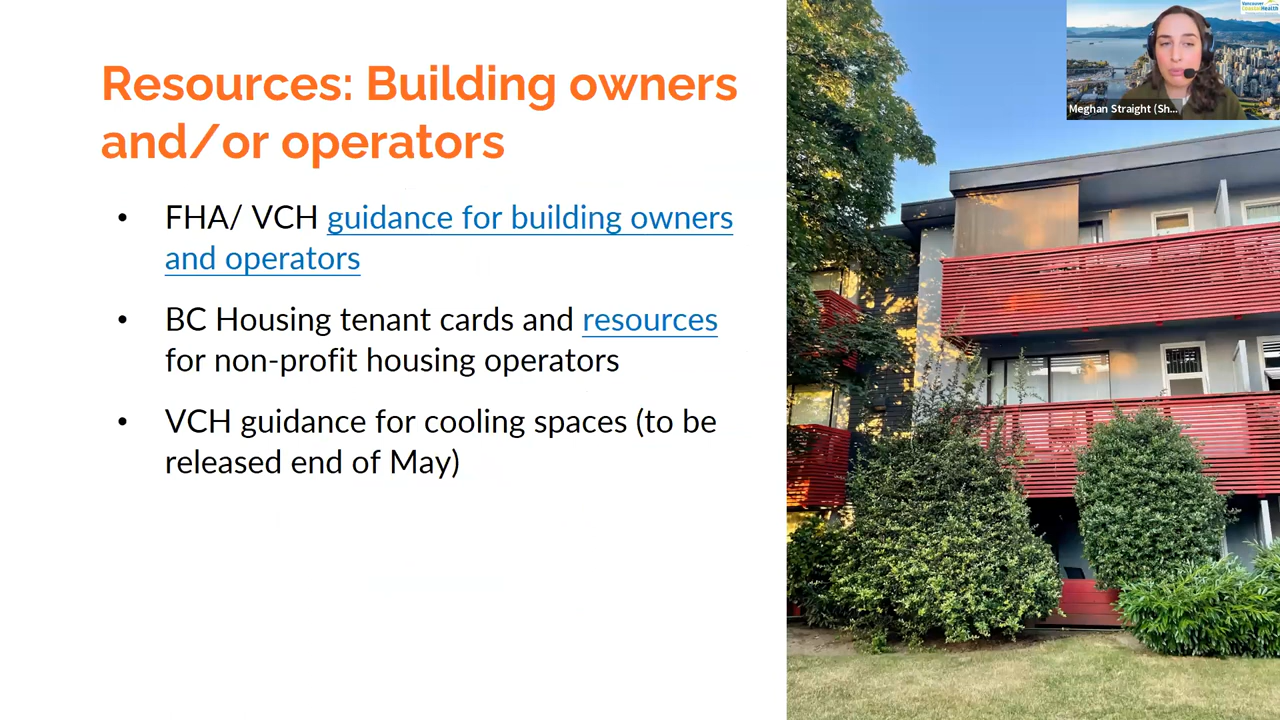 Resources: Building owners
and/or operators
• FHA/ VCH guidance for building owners
and operators
• BC Housing tenant cards and resources
for non-profit housing operators
• VCH guidance for cooling spaces (to be
released end of May)
Vancouver
CoastalHealth
Meghan Straight (Sh...